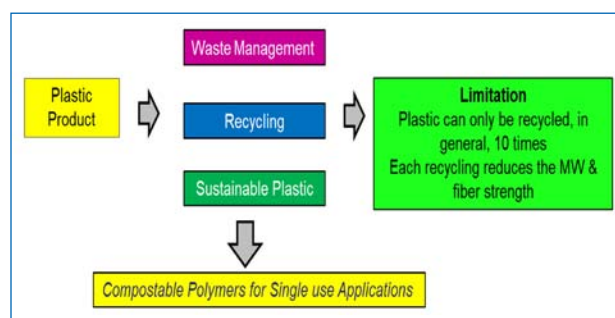 Waste Management
Plastic
Product
Recycling
Sustainable Plastic
Limitation
Plastic can only be recycled, in
general, 10 times
Each recycling reduces the MW &
fiber strength
Compostable Polymers for Single use Applications